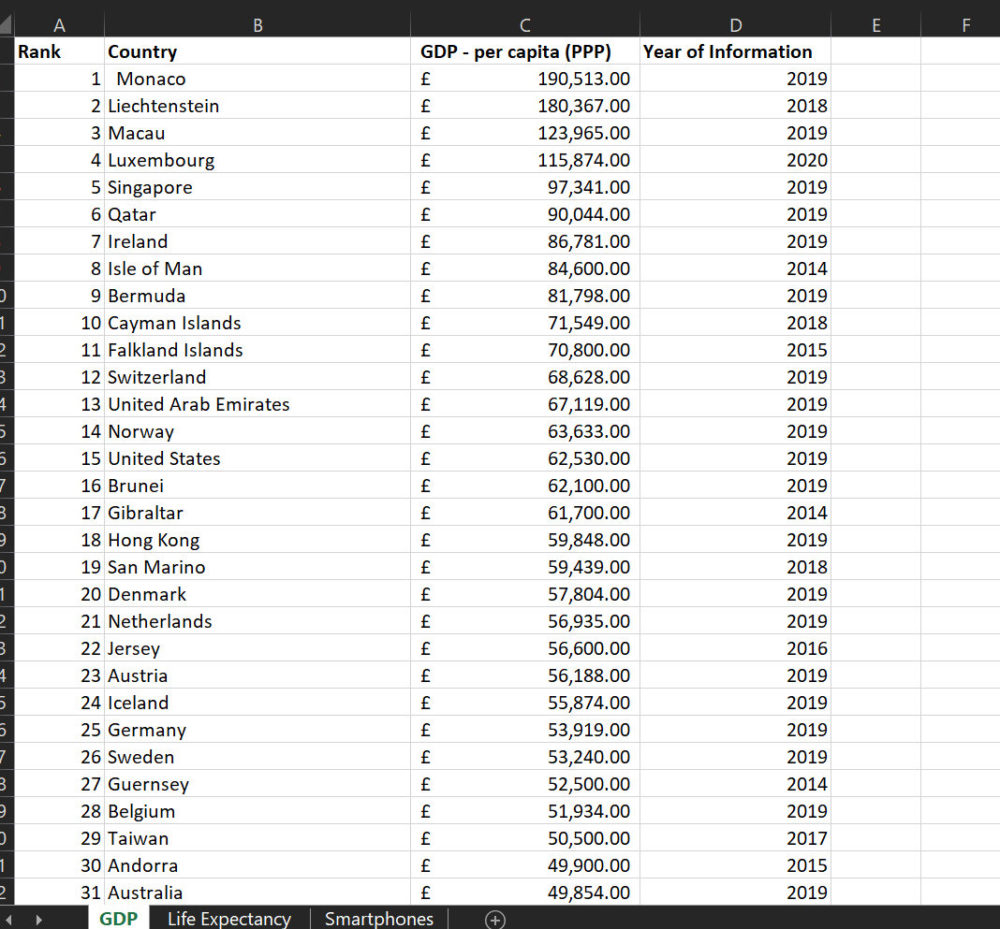 A B C D E F
Rank Country GDP - per capita (PPP) Year of Information
1 Monaco £ 190,513.00 2019
2 Liechtenstein £ 180,367.00 2018
3 Macau £ 123,965.00 2019
4 Luxembourg £ 115,874.00 2020
5 Singapore £ 97,341.00 2019
6 Qatar £ 90,044.00 2019
7 Ireland £ 86,781.00 2019
8 Isle of Man £ 84,600.00 2014
9 Bermuda £ 81,798.00 2019
10 Cayman Islands £ 71,549.00 2018
11 Falkland Islands £ 70,800.00 2015
12 Switzerland £ 68,628.00 2019
13 United Arab Emirates £ 67,119.00 2019
14 Norway £ 63,633.00 2019
15 United States £ 62,530.00 2019
16 Brunei £ 62,100.00 2019
17 Gibraltar £ 61,700.00 2014
18 Hong Kong £ 59,848.00 2019
19 San Marino £ 59,439.00 2018
20 Denmark £ 57,804.00 2019
21 Netherlands £ 56,935.00 2019
22 Jersey £ 56,600.00 2016
23 Austria £ 56,188.00 2019
24 Iceland £ 55,874.00 2019
25 Germany £ 53,919.00 2019
26 Sweden £ 53,240.00 2019
27 Guernsey £ 52,500.00 2014
28 Belgium £ 51,934.00 2019
29 Taiwan £ 50,500.00 2017
30 Andorra £ 49,900.00 2015
31 Australia £ 49,854.00 2019
GDP Life Expectancy Smartphones